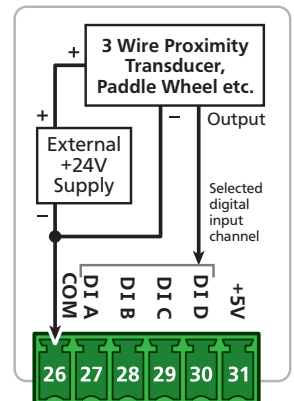 3 Wire Proximity
Transducer,
Paddle Wheel etc.
+
−
Output
+
External
+24V
Supply
−
Selected
digital
input
channel
COM
DI A
DI B
DI C
DI D
+5V
26 27 28 29 30 31